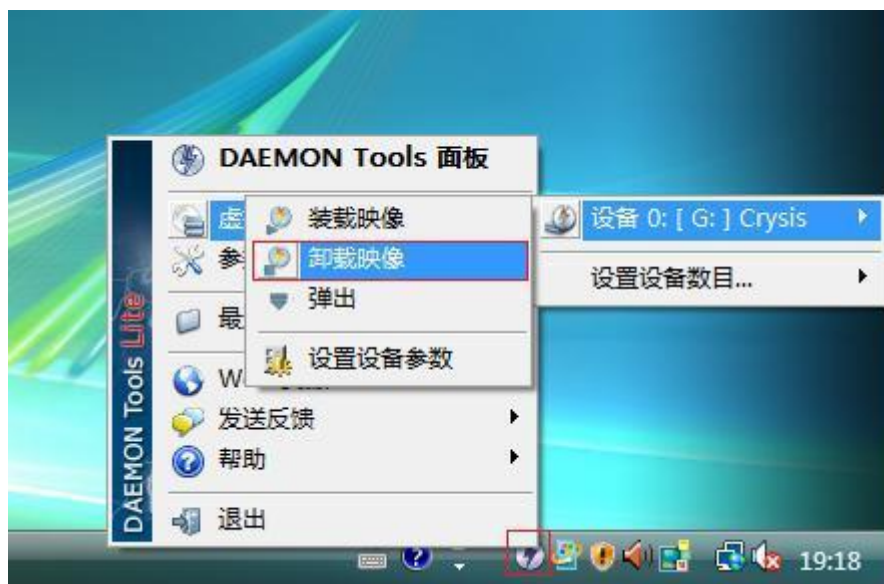 DAEMON Tools 面板
装载映像
卸载映像
弹出
设置设备参数
设备 0: [ G: ] Crysis
设置设备数目...
虚
参
最
W
发送反馈
帮助
退出
DAEMON Tools Lite
19:18